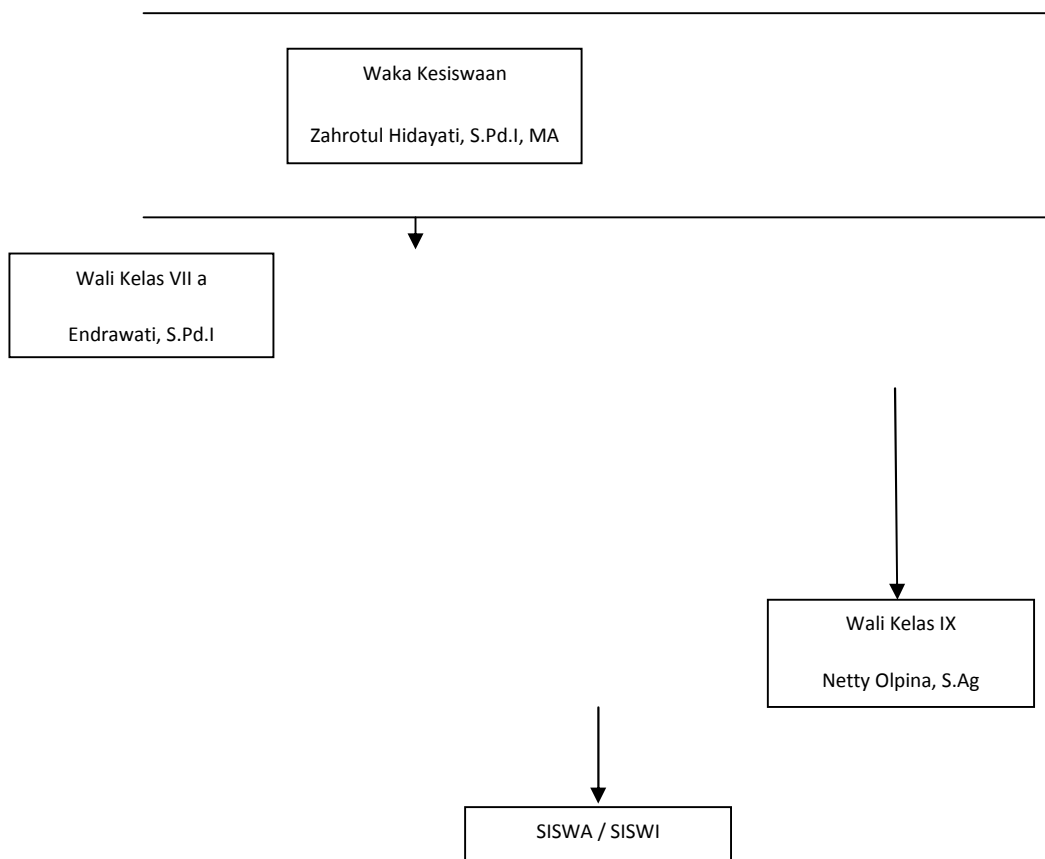 Waka Kesiswaan
Zahrotul Hidayati, S.Pd.I, MA
Wali Kelas VII a
Endrawati, S.Pd.I
Wali Kelas IX
Netty Olpina, S.Ag
SISWA / SISWI